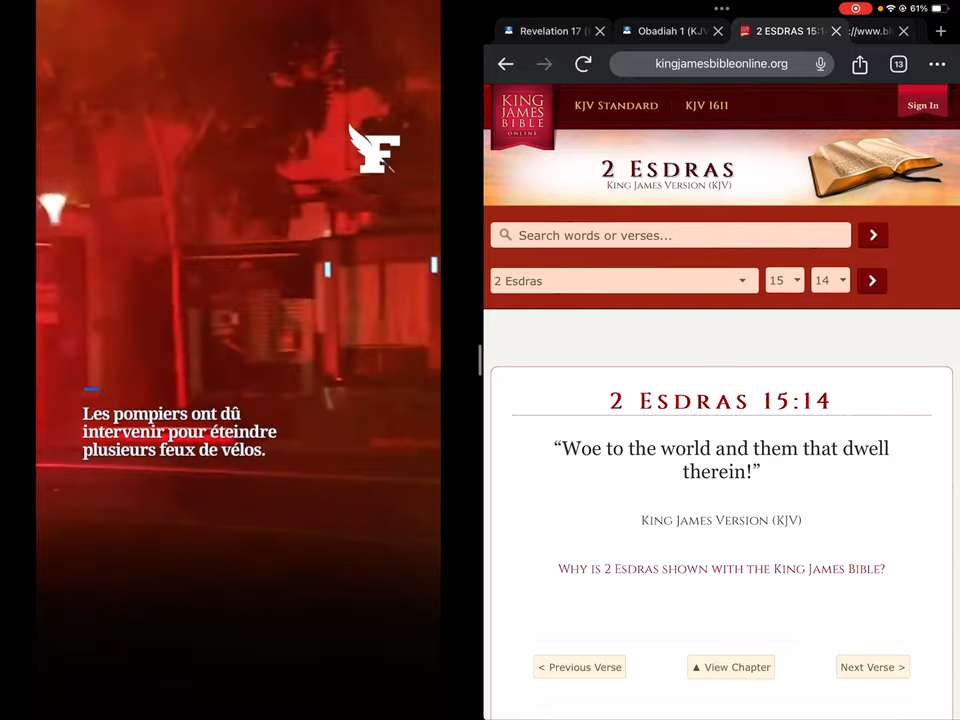 61%
Revelation 17 (
Obadiah 1 (KJV
2 ESDRAS 15:1
://www.bl
kingjamesbibleonline.org
13
KING
JAMES
BIBLE
ONLINE
KJV STANDARD
KJV 1611
Sign In
2 ESDRAS
KING JAMES VERSION (KJV)
Search words or verses...
2 Esdras
15
14
F
Les pompiers ont dû
intervenir pour éteindre
plusieurs feux de vélos.
2 ESDRAS 15:14
“Woe to the world and them that dwell
therein!”
KING JAMES VERSION (KJV)
WHY IS 2 ESDRAS SHOWN WITH THE KING JAMES BIBLE?
< Previous Verse
▲ View Chapter
Next Verse >